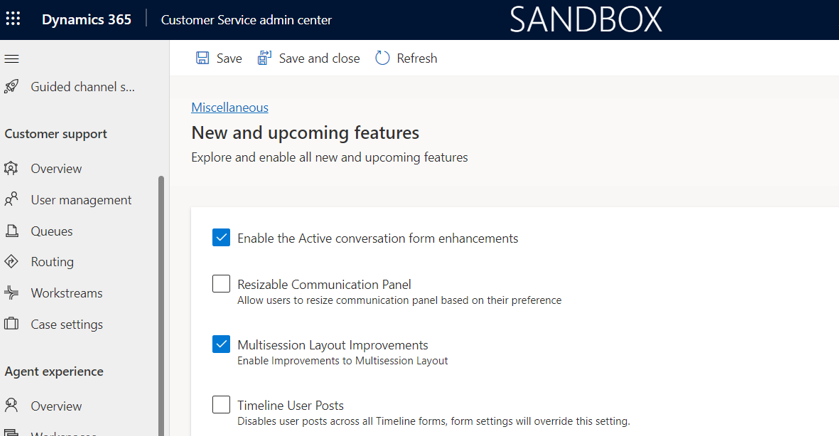 Dynamics 365
Customer Service admin center
SANDBOX
Save
Save and close
Refresh
Guided channel s...
Customer support
Overview
User management
Queues
Routing
Workstreams
Case settings
Agent experience
Overview
Miscellaneous
New and upcoming features
Explore and enable all new and upcoming features
Enable the Active conversation form enhancements
Resizable Communication Panel
Allow users to resize communication panel based on their preference
Multisession Layout Improvements
Enable Improvements to Multisession Layout
Timeline User Posts
Disables user posts across all Timeline forms, form settings will override this setting.